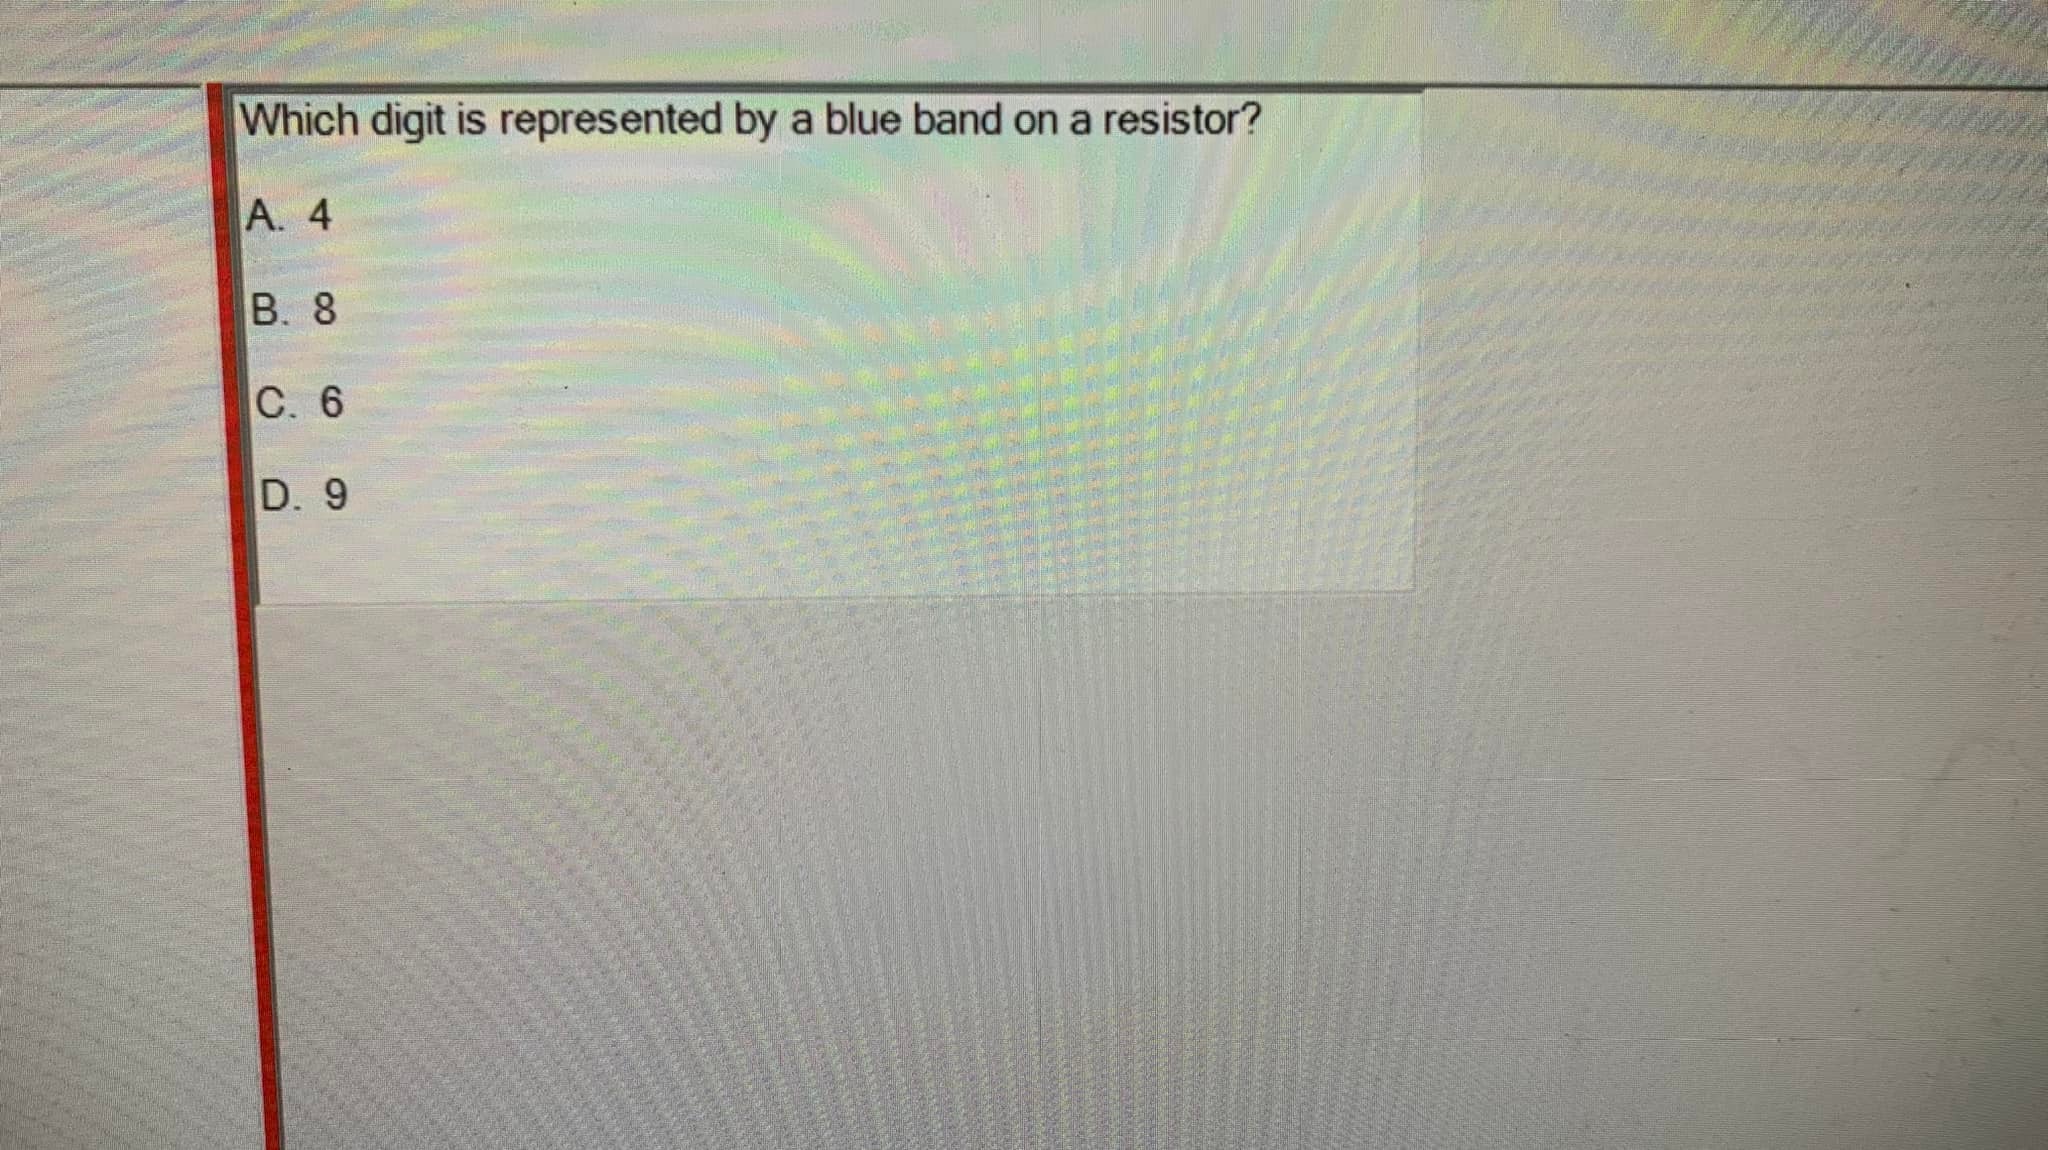 Which digit is represented by a blue band on a resistor?
A. 4
B. 8
C. 6
D. 9